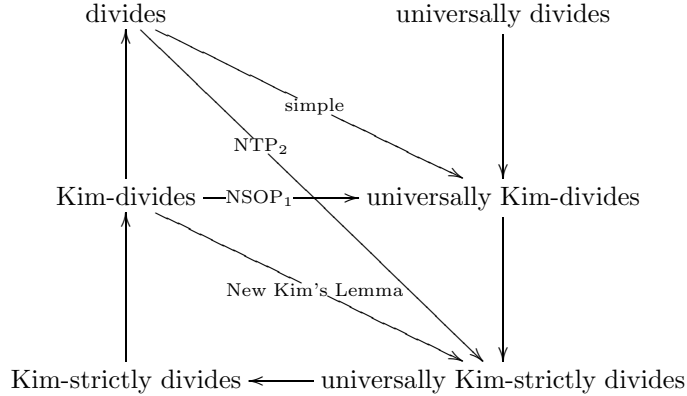 divides universally divides
simple
NTP₂
Kim-divides NSOP₁ universally Kim-divides
New Kim's Lemma
Kim-strictly divides universally Kim-strictly divides